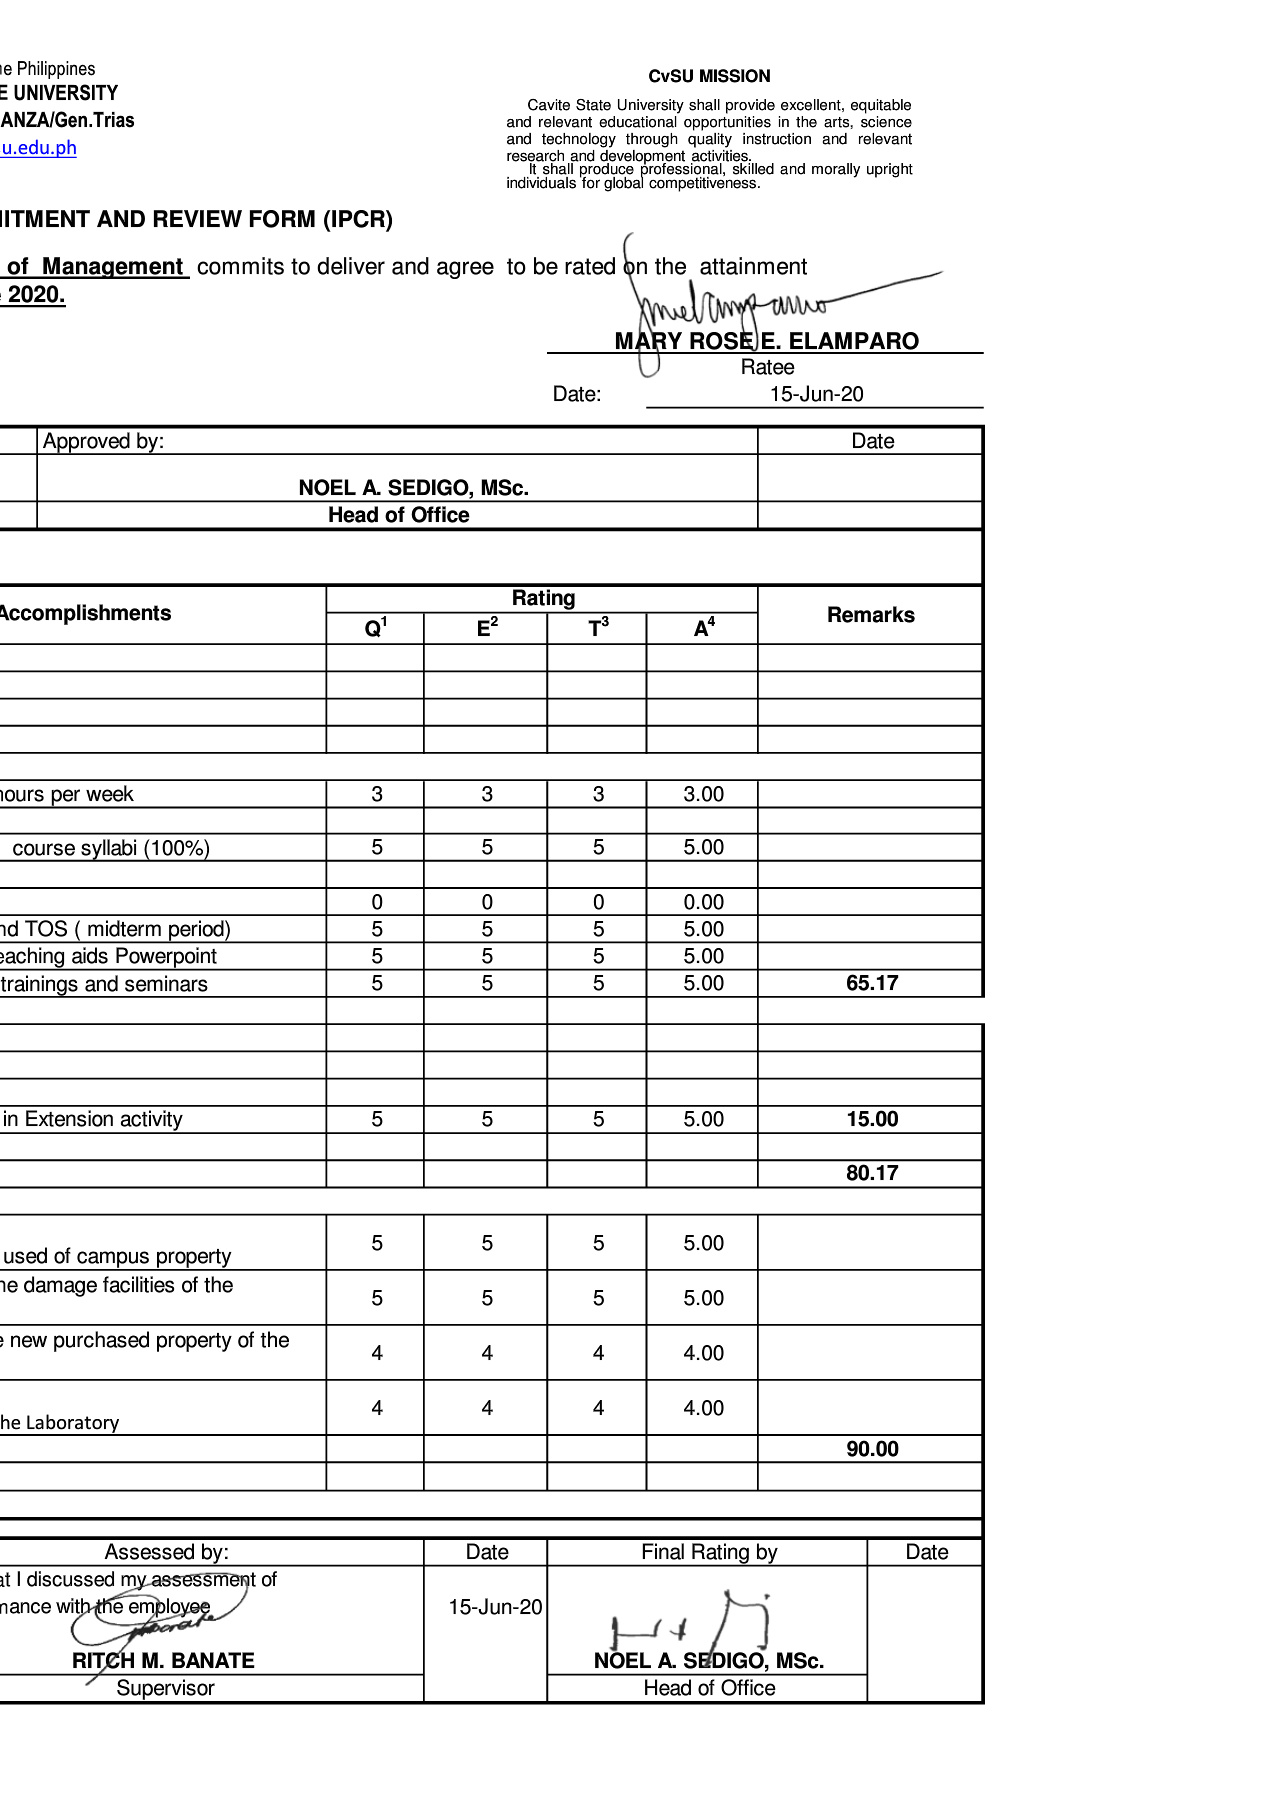 ne Philippines
E UNIVERSITY
ANZA/Gen.Trias
u.edu.ph
CvSU MISSION
Cavite State University shall provide excellent, equitable
and relevant educational opportunities in the arts, science
and technology through quality instruction and relevant
research and development activities.
It shall produce professional, skilled and morally upright
individuals for global competitiveness.
ITMENT AND REVIEW FORM (IPCR)
of Management commits to deliver and agree to be rated on the attainment
2020.
MARY ROSE E. ELAMPARO
Ratee
Date: 15-Jun-20
Approved by: Date
NOEL A. SEDIGO, MSc.
Head of Office
Accomplishments Rating Remarks
Q1 E2 T3 A4
hours per week 3 3 3 3.00
course syllabi (100%) 5 5 5 5.00
0 0 0 0.00
nd TOS ( midterm period) 5 5 5 5.00
eaching aids Powerpoint 5 5 5 5.00
trainings and seminars 5 5 5 5.00 65.17
in Extension activity 5 5 5 5.00 15.00
80.17
used of campus property 5 5 5 5.00
he damage facilities of the 5 5 5 5.00
e new purchased property of the 4 4 4 4.00
he Laboratory 4 4 4 4.00
90.00
Assessed by: Date Final Rating by Date
at I discussed my assessment of
mance with the employee 15-Jun-20
RITCH M. BANATE NOEL A. SEDIGO, MSc.
Supervisor Head of Office